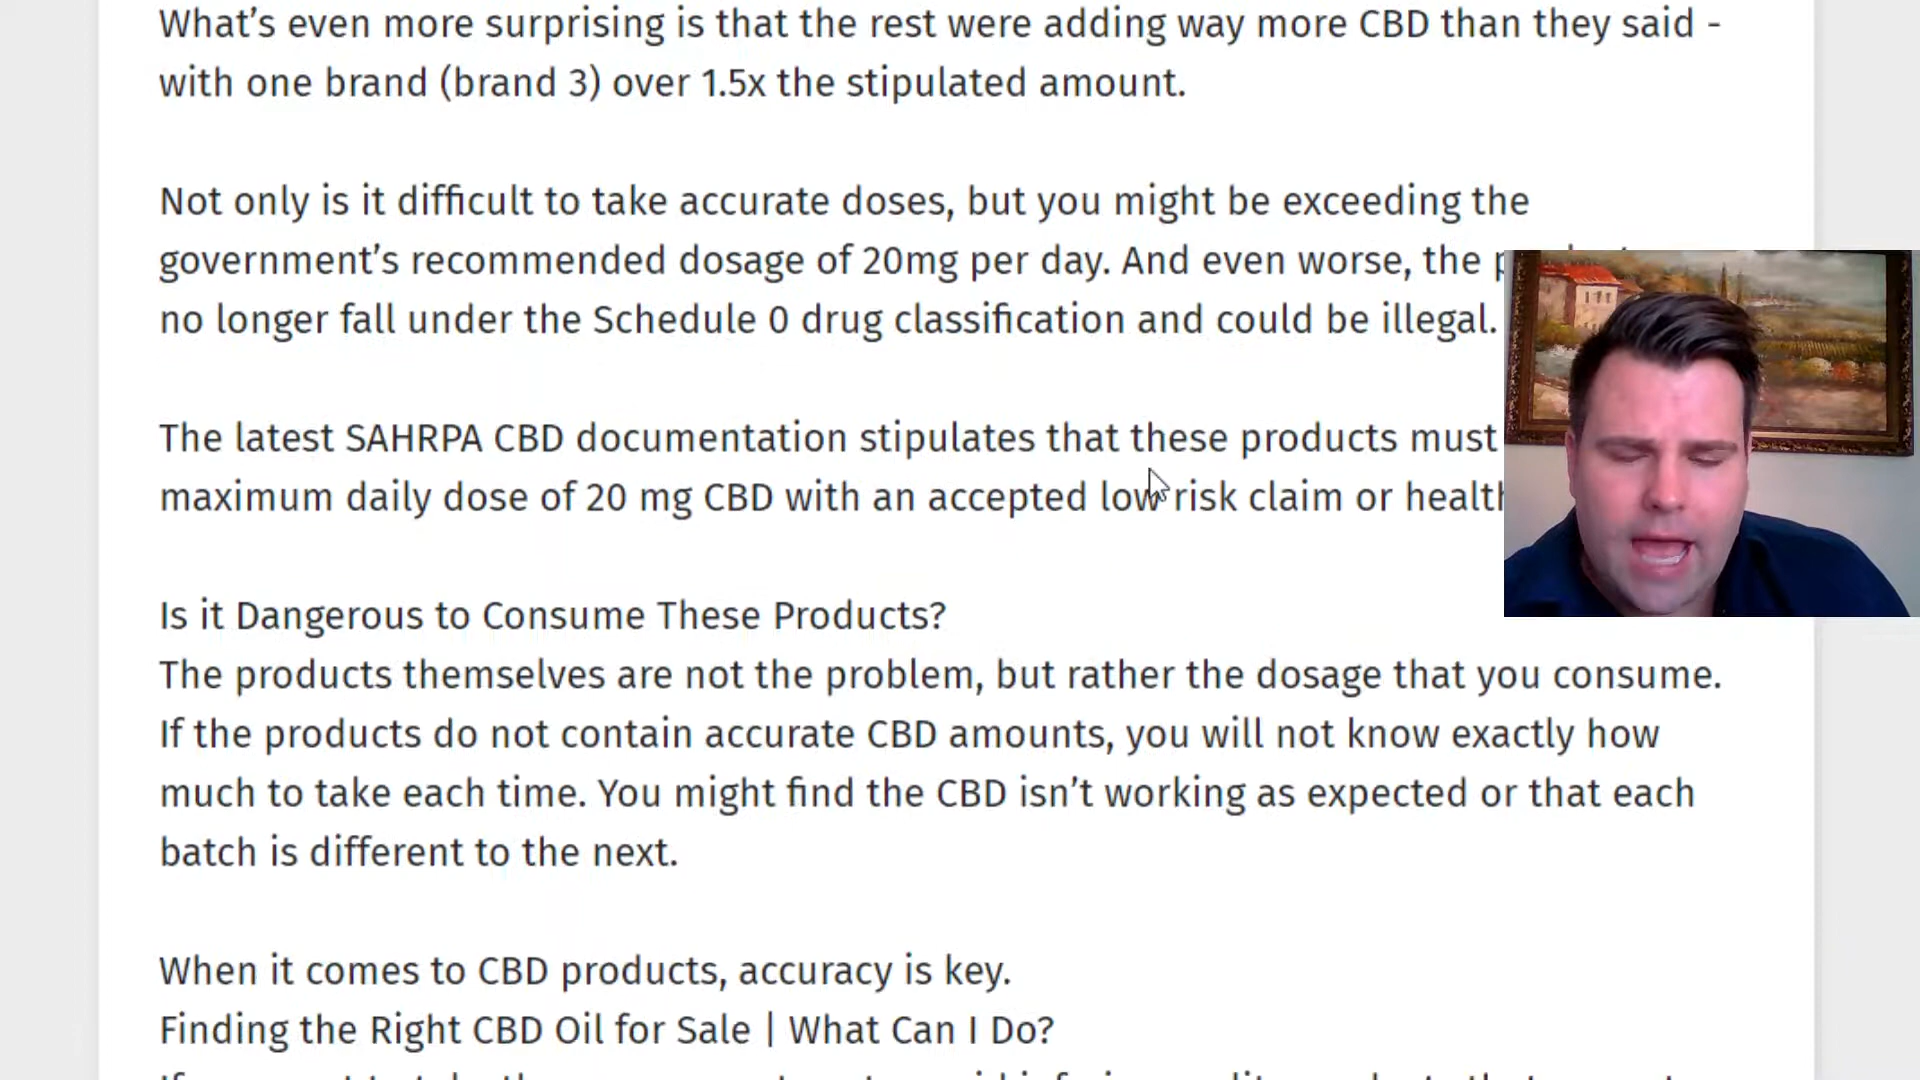 What’s even more surprising is that the rest were adding way more CBD than they said -
with one brand (brand 3) over 1.5x the stipulated amount.
Not only is it difficult to take accurate doses, but you might be exceeding the
government’s recommended dosage of 20mg per day. And even worse, the
no longer fall under the Schedule 0 drug classification and could be illegal.
The latest SAHRPA CBD documentation stipulates that these products must
maximum daily dose of 20 mg CBD with an accepted low risk claim or health
Is it Dangerous to Consume These Products?
The products themselves are not the problem, but rather the dosage that you consume.
If the products do not contain accurate CBD amounts, you will not know exactly how
much to take each time. You might find the CBD isn’t working as expected or that each
batch is different to the next.
When it comes to CBD products, accuracy is key.
Finding the Right CBD Oil for Sale | What Can I Do?